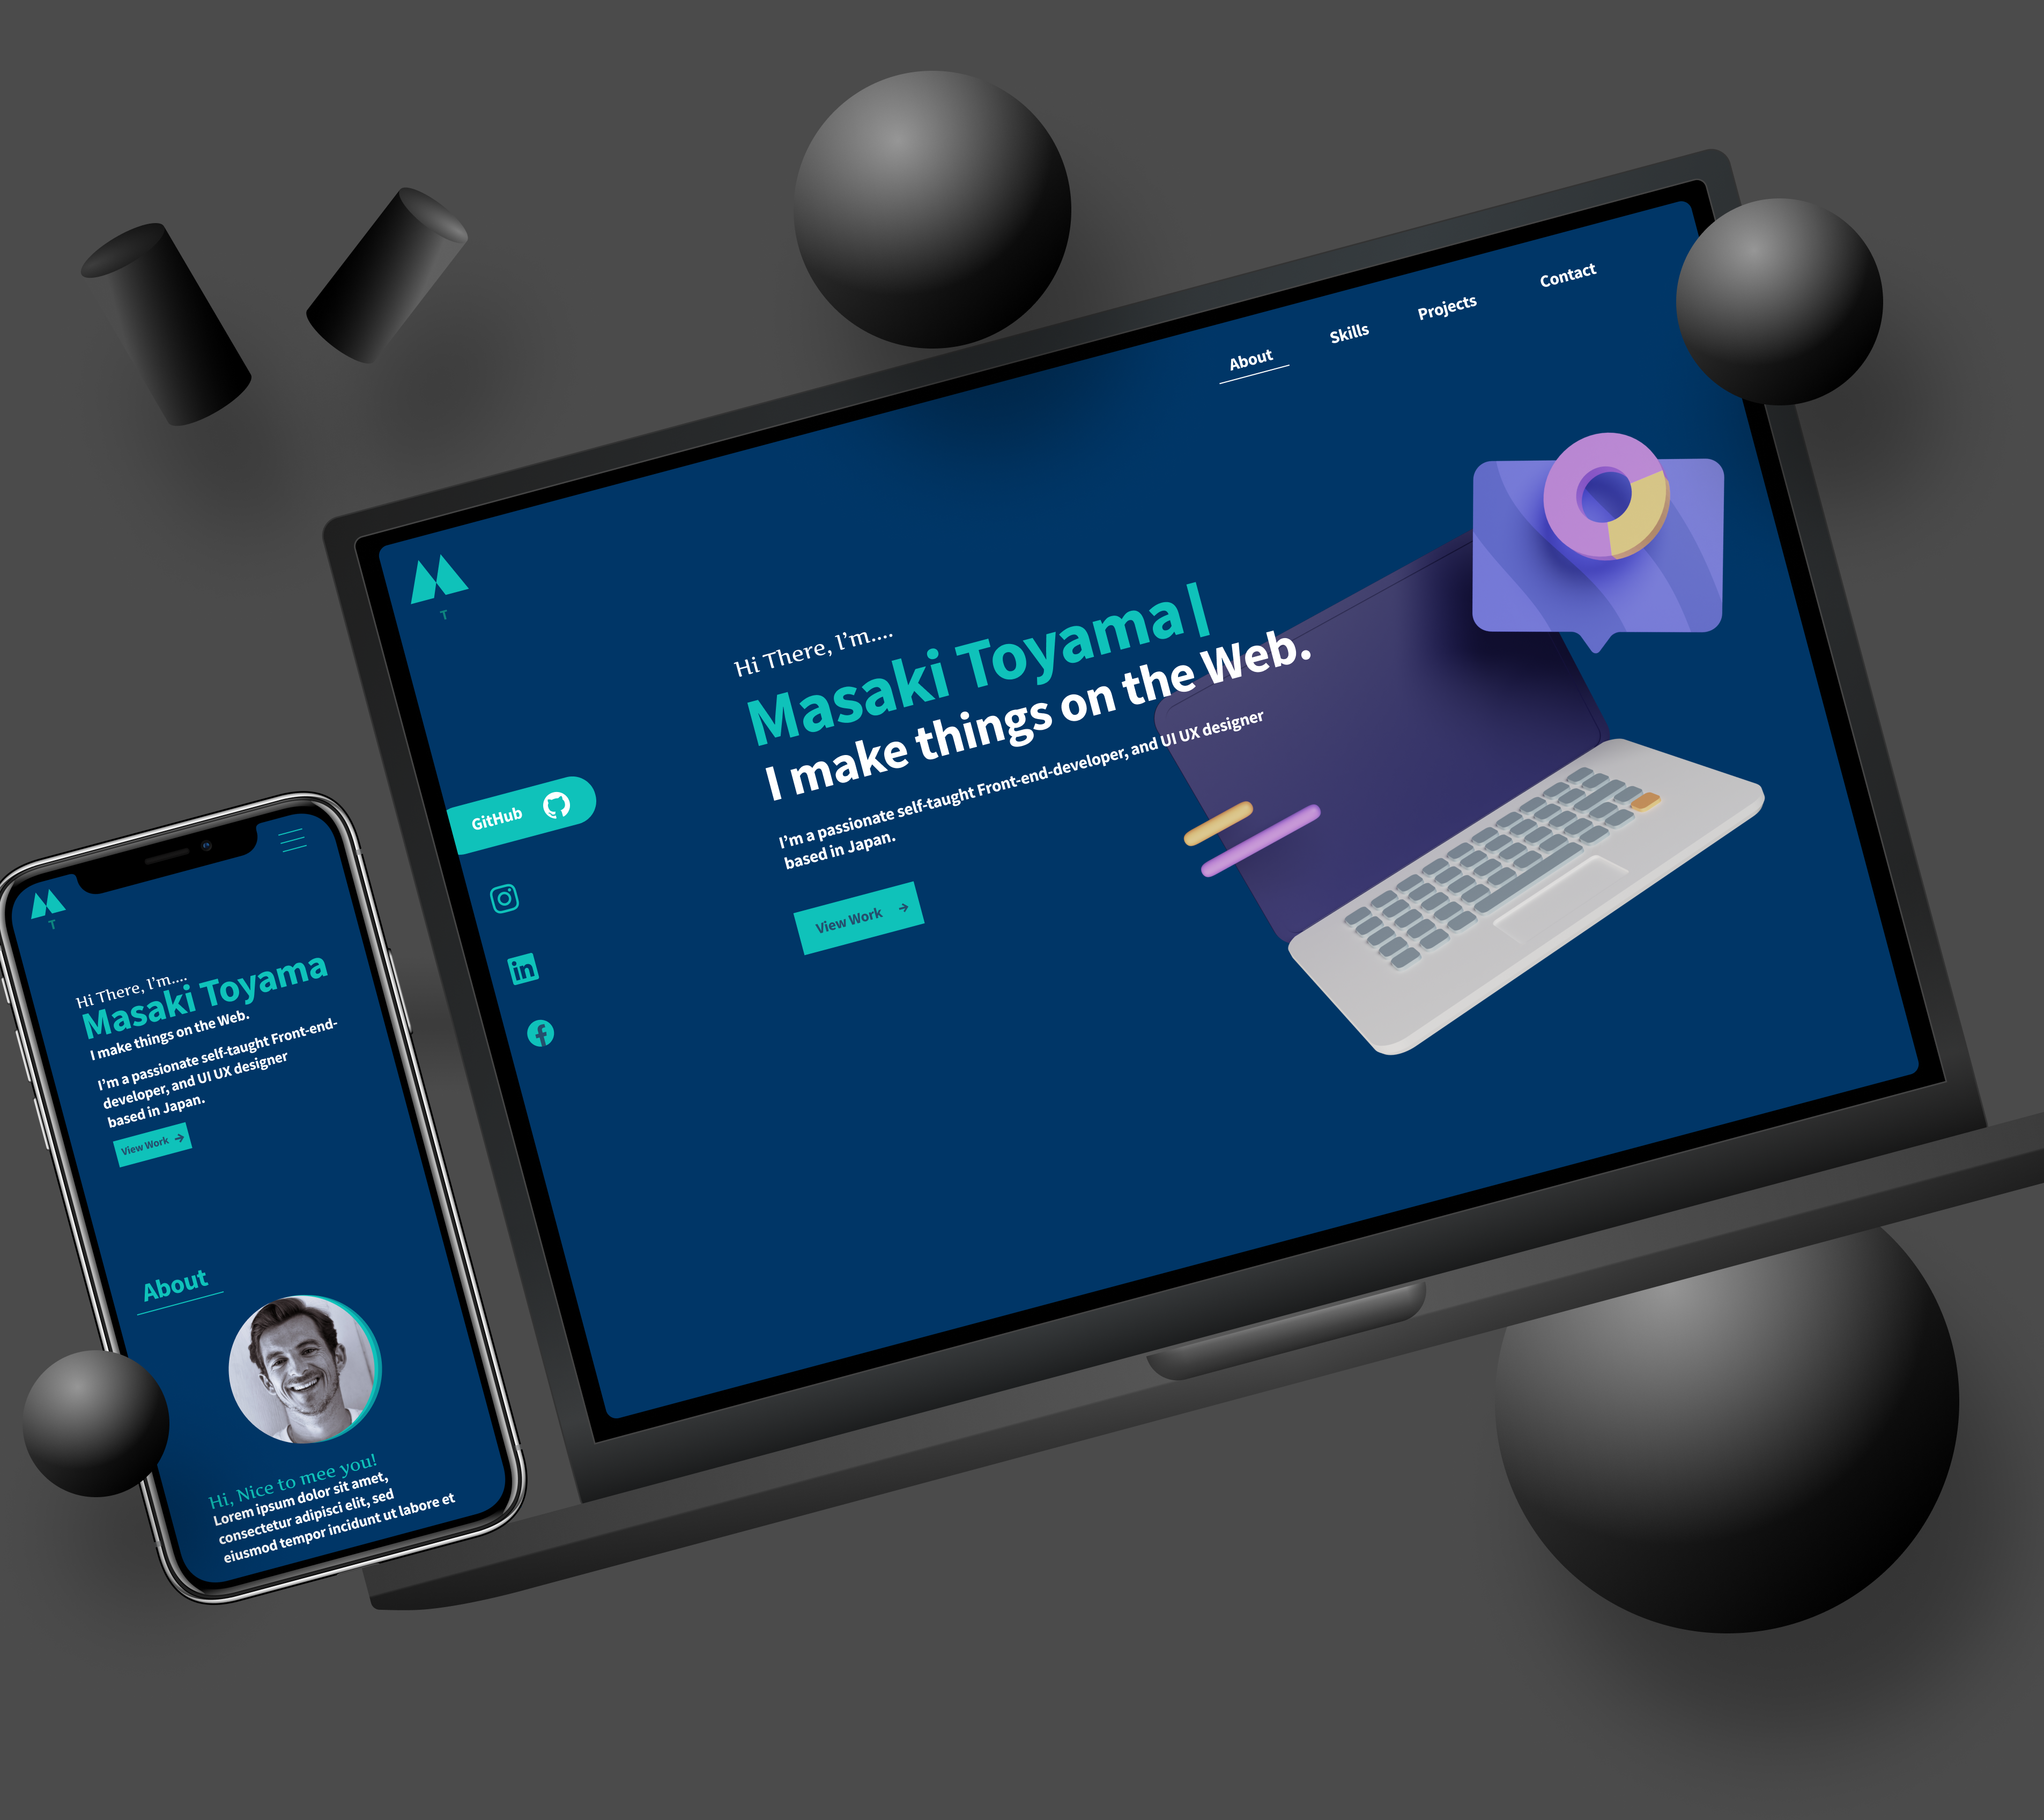 About
Skills
Projects
Contact
T
Hi There, I'm....
Masaki Toyama|
I make things on the Web.
I'm a passionate self-taught Front-end-developer, and UI UX designer
based in Japan.
View Work
GitHub
in
T
Hi There, I'm....
Masaki Toyama
I make things on the Web.
I'm a passionate self-taught Front-end-
developer, and UI UX designer
based in Japan.
View Work
About
Hi, Nice to mee you!
Lorem ipsum dolor sit amet,
consectetur adipisci elit, sed
eiusmod tempor incidunt ut labore et